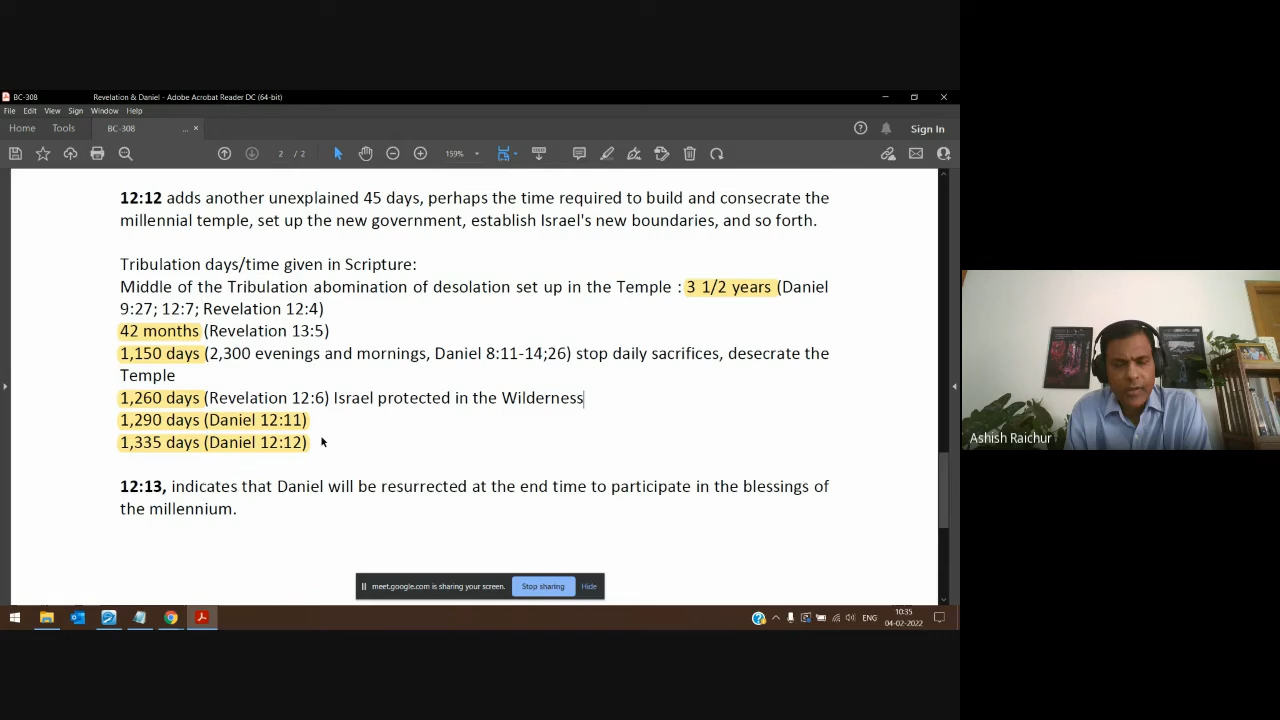 BC-308
Revelation & Daniel - Adobe Acrobat Reader DC (64-bit)
File Edit View Sign Window Help
Home Tools BC-308 ... × Sign In
2 / 2 159%
12:12 adds another unexplained 45 days, perhaps the time required to build and consecrate the
millennial temple, set up the new government, establish Israel's new boundaries, and so forth.
Tribulation days/time given in Scripture:
Middle of the Tribulation abomination of desolation set up in the Temple : 3 1/2 years (Daniel
9:27; 12:7; Revelation 12:4)
42 months (Revelation 13:5)
1,150 days (2,300 evenings and mornings, Daniel 8:11-14;26) stop daily sacrifices, desecrate the
Temple
1,260 days (Revelation 12:6) Israel protected in the Wilderness
1,290 days (Daniel 12:11)
1,335 days (Daniel 12:12)
12:13, indicates that Daniel will be resurrected at the end time to participate in the blessings of
the millennium.
meet.google.com is sharing your screen. Stop sharing Hide
ENG
10:35
04-02-2022
Ashish Raichur